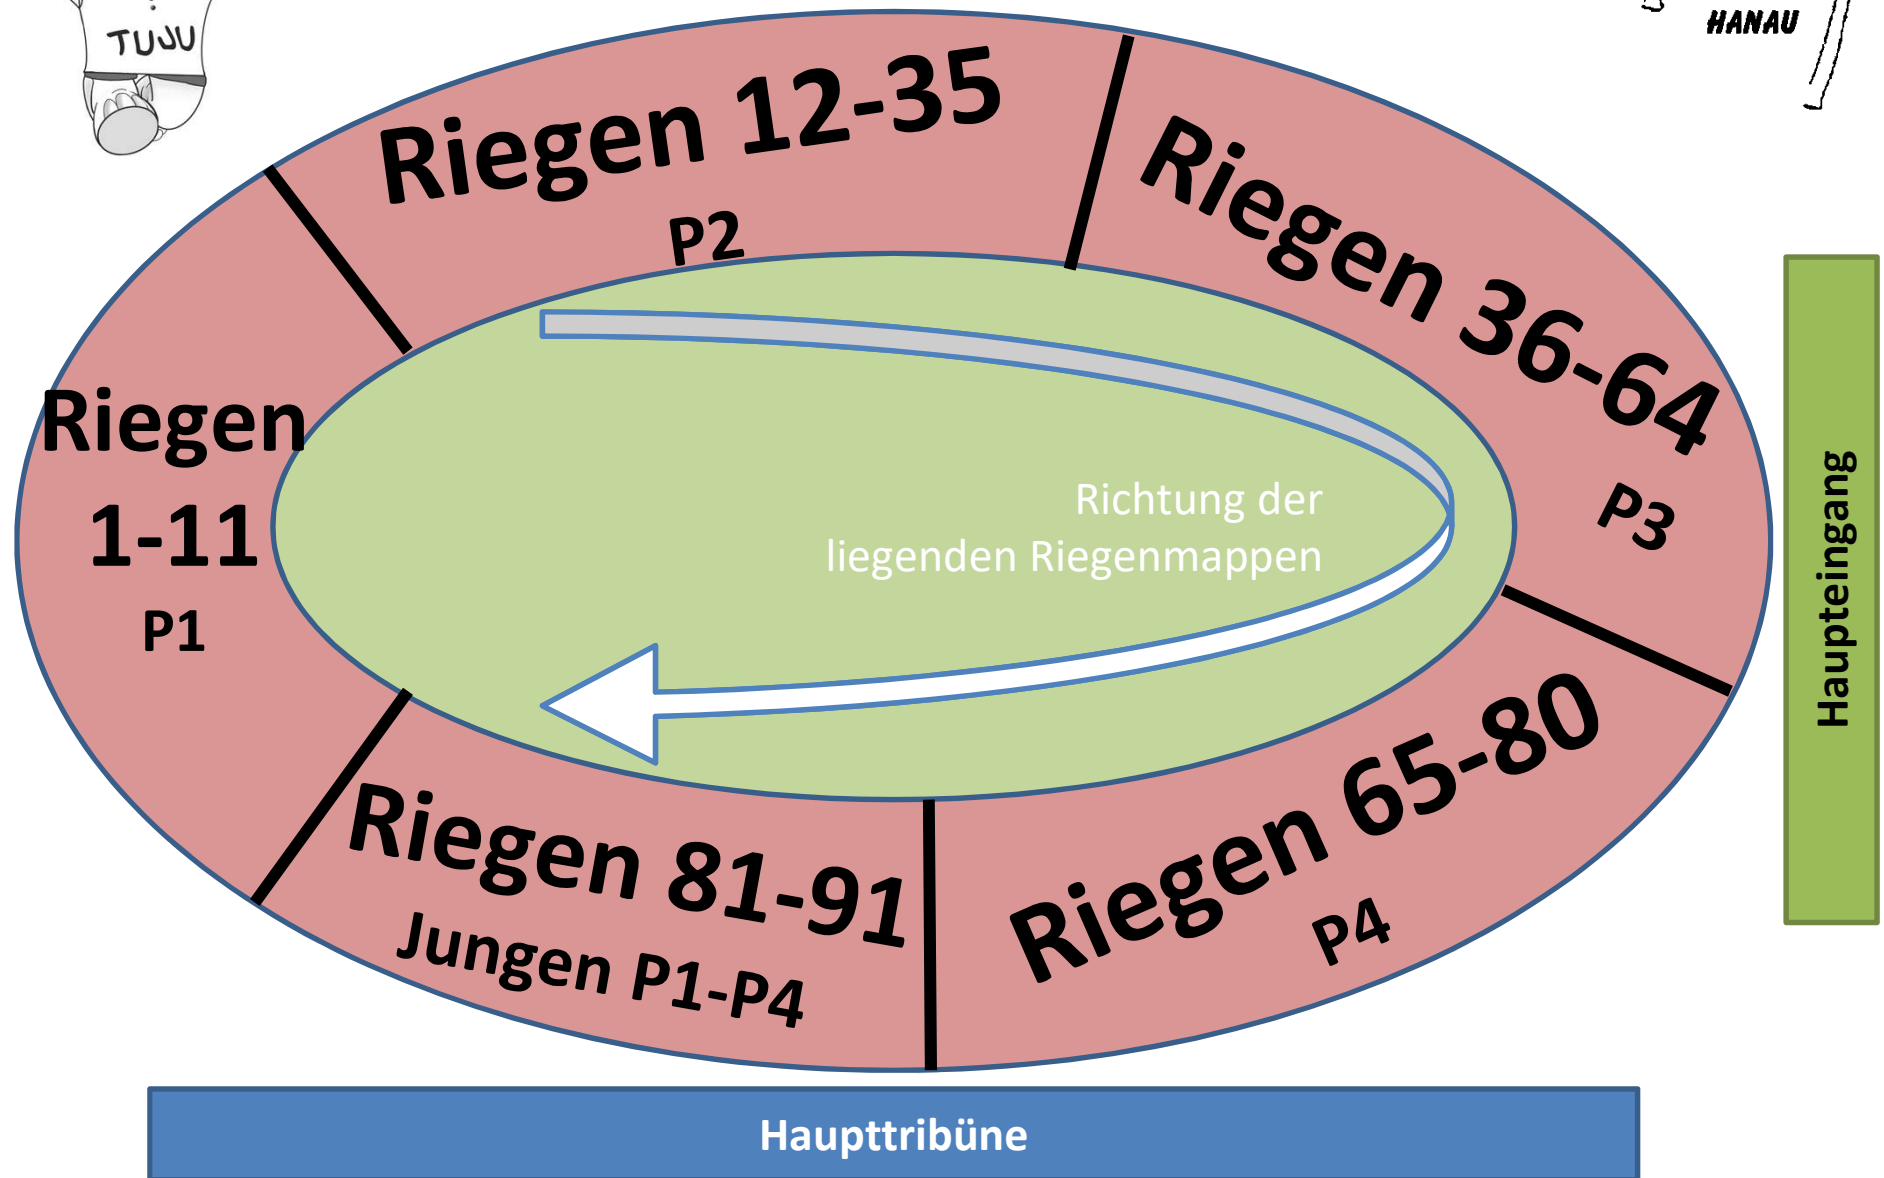 TUJU
HANAU
Riegen 12-35
P2
Riegen 36-64
P3
Riegen
1-11
P1
Richtung der
liegenden Riegenmappen
Haupteingang
Riegen 65-80
P4
Riegen 81-91
Jungen P1-P4
Haupttribüne